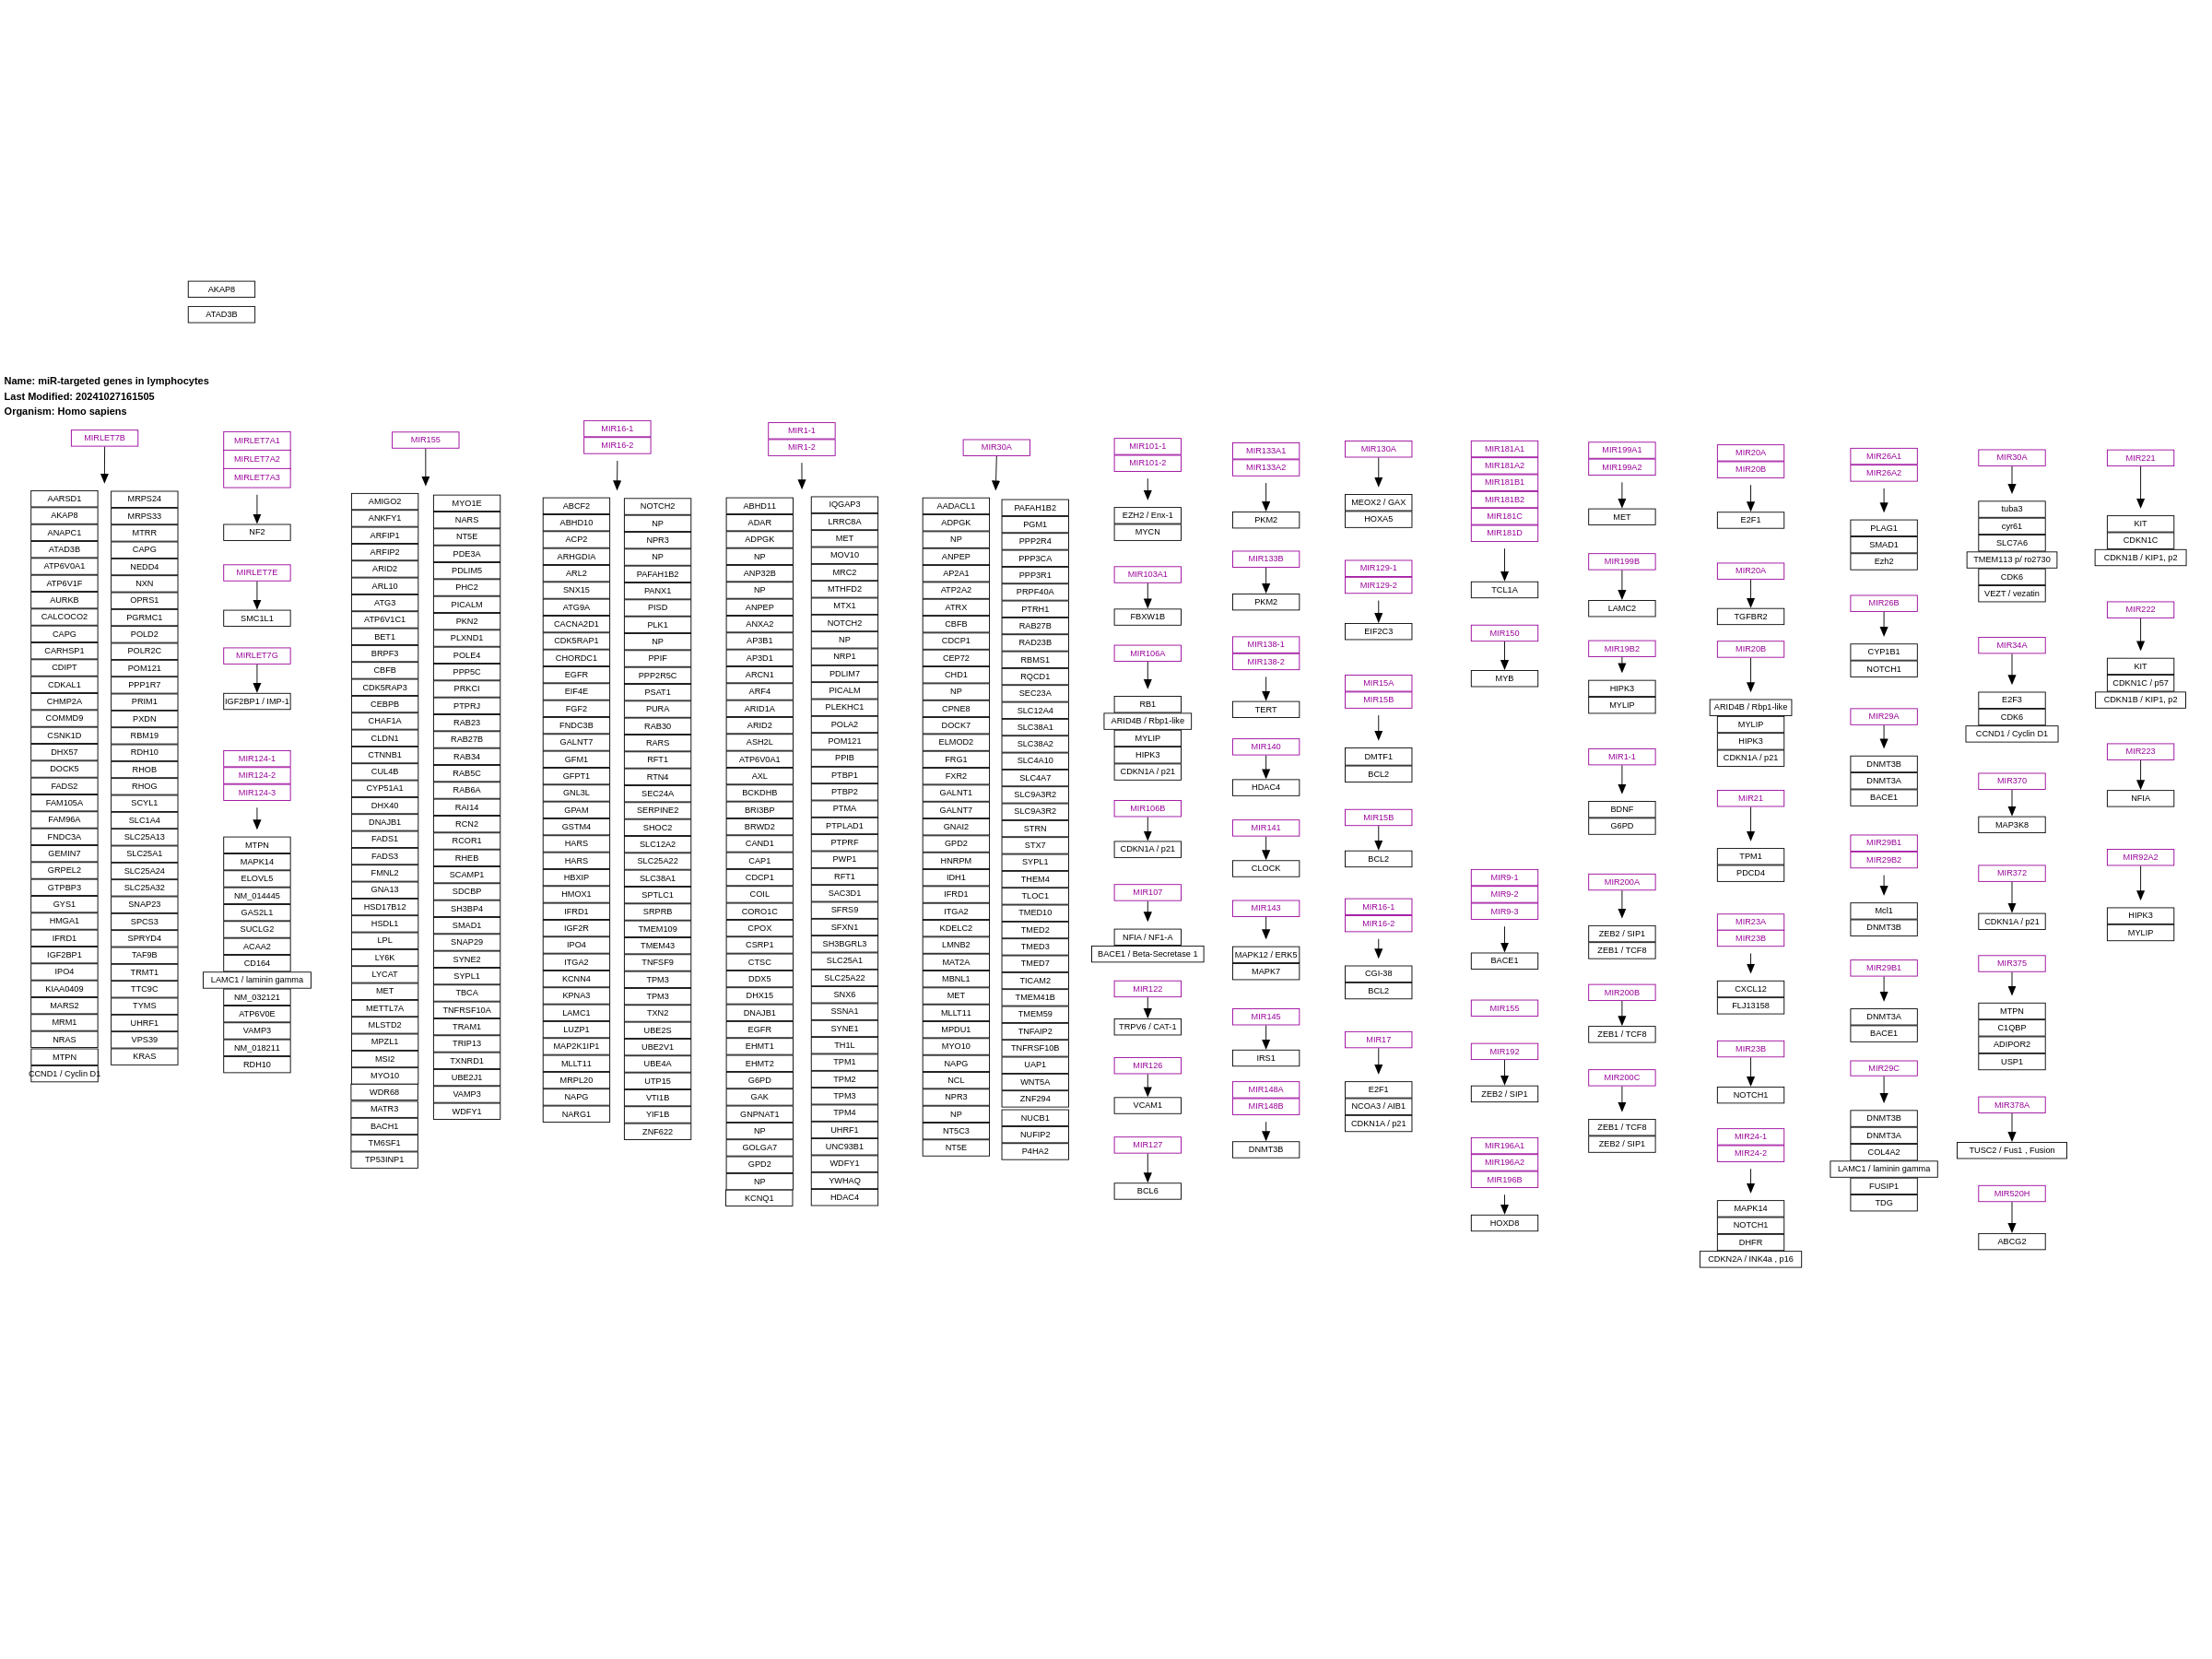 AKAP8
ATAD3B
Name: miR-targeted genes in lymphocytes
Last Modified: 20241027161505
Organism: Homo sapiens
MIRLET7B
AARSD1
AKAP8
ANAPC1
ATAD3B
ATP6V0A1
ATP6V1F
AURKB
CALCOCO2
CAPG
CARHSP1
CDIPT
CDKAL1
CHMP2A
COMMD9
CSNK1D
DHX57
DOCK5
FADS2
FAM105A
FAM96A
FNDC3A
GEMIN7
GRPEL2
GTPBP3
GYS1
HMGA1
IFRD1
IGF2BP1
IPO4
KIAA0409
MARS2
MRM1
NRAS
MTPN
CCND1 / Cyclin D1
MRPS24
MRPS33
MTRR
CAPG
NEDD4
NXN
OPRS1
PGRMC1
POLD2
POLR2C
POM121
PPP1R7
PRIM1
PXDN
RBM19
RDH10
RHOB
RHOG
SCYL1
SLC1A4
SLC25A13
SLC25A1
SLC25A24
SLC25A32
SNAP23
SPCS3
SPRYD4
TAF9B
TRMT1
TTC9C
TYMS
UHRF1
VPS39
KRAS
MIRLET7A1
MIRLET7A2
MIRLET7A3
NF2
MIRLET7E
SMC1L1
MIRLET7G
IGF2BP1 / IMP-1
MIR124-1
MIR124-2
MIR124-3
MTPN
MAPK14
ELOVL5
NM_014445
GAS2L1
SUCLG2
ACAA2
CD164
LAMC1 / laminin gamma
NM_032121
ATP6V0E
VAMP3
NM_018211
RDH10
MIR155
AMIGO2
ANKFY1
ARFIP1
ARFIP2
ARID2
ARL10
ATG3
ATP6V1C1
BET1
BRPF3
CBFB
CDK5RAP3
CEBPB
CHAF1A
CLDN1
CTNNB1
CUL4B
CYP51A1
DHX40
DNAJB1
FADS1
FADS3
FMNL2
GNA13
HSD17B12
HSDL1
LPL
LY6K
LYCAT
MET
METTL7A
MLSTD2
MPZL1
MSI2
MYO10
WDR68
MATR3
BACH1
TM6SF1
TP53INP1
MYO1E
NARS
NT5E
PDE3A
PDLIM5
PHC2
PICALM
PKN2
PLXND1
POLE4
PPP5C
PRKCI
PTPRJ
RAB23
RAB27B
RAB34
RAB5C
RAB6A
RAI14
RCN2
RCOR1
RHEB
SCAMP1
SDCBP
SH3BP4
SMAD1
SNAP29
SYNE2
SYPL1
TBCA
TNFRSF10A
TRAM1
TRIP13
TXNRD1
UBE2J1
VAMP3
WDFY1
MIR16-1
MIR16-2
ABCF2
ABHD10
ACP2
ARHGDIA
ARL2
SNX15
ATG9A
CACNA2D1
CDK5RAP1
CHORDC1
EGFR
EIF4E
FGF2
FNDC3B
GALNT7
GFM1
GFPT1
GNL3L
GPAM
GSTM4
HARS
HARS
HBXIP
HMOX1
IFRD1
IGF2R
IPO4
ITGA2
KCNN4
KPNA3
LAMC1
LUZP1
MAP2K1IP1
MLLT11
MRPL20
NAPG
NARG1
NOTCH2
NP
NPR3
NP
PAFAH1B2
PANX1
PISD
PLK1
NP
PPIF
PPP2R5C
PSAT1
PURA
RAB30
RARS
RFT1
RTN4
SEC24A
SERPINE2
SHOC2
SLC12A2
SLC25A22
SLC38A1
SPTLC1
SRPRB
TMEM109
TMEM43
TNFSF9
TPM3
TPM3
TXN2
UBE2S
UBE2V1
UBE4A
UTP15
VTI1B
YIF1B
ZNF622
MIR1-1
MIR1-2
ABHD11
ADAR
ADPGK
NP
ANP32B
NP
ANPEP
ANXA2
AP3B1
AP3D1
ARCN1
ARF4
ARID1A
ARID2
ASH2L
ATP6V0A1
AXL
BCKDHB
BRI3BP
BRWD2
CAND1
CAP1
CDCP1
COIL
CORO1C
CPOX
CSRP1
CTSC
DDX5
DHX15
DNAJB1
EGFR
EHMT1
EHMT2
G6PD
GAK
GNPNAT1
NP
GOLGA7
GPD2
NP
KCNQ1
IQGAP3
LRRC8A
MET
MOV10
MRC2
MTHFD2
MTX1
NOTCH2
NP
NRP1
PDLIM7
PICALM
PLEKHC1
POLA2
POM121
PPIB
PTBP1
PTBP2
PTMA
PTPLAD1
PTPRF
PWP1
RFT1
SAC3D1
SFRS9
SFXN1
SH3BGRL3
SLC25A1
SLC25A22
SNX6
SSNA1
SYNE1
TH1L
TPM1
TPM2
TPM3
TPM4
UHRF1
UNC93B1
WDFY1
YWHAQ
HDAC4
MIR30A
AADACL1
ADPGK
NP
ANPEP
AP2A1
ATP2A2
ATRX
CBFB
CDCP1
CEP72
CHD1
NP
CPNE8
DOCK7
ELMOD2
FRG1
FXR2
GALNT1
GALNT7
GNAI2
GPD2
HNRPM
IDH1
IFRD1
ITGA2
KDELC2
LMNB2
MAT2A
MBNL1
MET
MLLT11
MPDU1
MYO10
NAPG
NCL
NPR3
NP
NT5C3
NT5E
PAFAH1B2
PGM1
PPP2R4
PPP3CA
PPP3R1
PRPF40A
PTRH1
RAB27B
RAD23B
RBMS1
RQCD1
SEC23A
SLC12A4
SLC38A1
SLC38A2
SLC4A10
SLC4A7
SLC9A3R2
SLC9A3R2
STRN
STX7
SYPL1
THEM4
TLOC1
TMED10
TMED2
TMED3
TMED7
TICAM2
TMEM41B
TMEM59
TNFAIP2
TNFRSF10B
UAP1
WNT5A
ZNF294
NUCB1
NUFIP2
P4HA2
MIR101-1
MIR101-2
EZH2 / Enx-1
MYCN
MIR103A1
FBXW1B
MIR106A
RB1
ARID4B / Rbp1-like
MYLIP
HIPK3
CDKN1A / p21
MIR106B
CDKN1A / p21
MIR107
NFIA / NF1-A
BACE1 / Beta-Secretase 1
MIR122
TRPV6 / CAT-1
MIR126
VCAM1
MIR127
BCL6
MIR133A1
MIR133A2
PKM2
MIR133B
PKM2
MIR138-1
MIR138-2
TERT
MIR140
HDAC4
MIR141
CLOCK
MIR143
MAPK12 / ERK5
MAPK7
MIR145
IRS1
MIR148A
MIR148B
DNMT3B
MIR130A
MEOX2 / GAX
HOXA5
MIR129-1
MIR129-2
EIF2C3
MIR15A
MIR15B
DMTF1
BCL2
MIR15B
BCL2
MIR16-1
MIR16-2
CGI-38
BCL2
MIR17
E2F1
NCOA3 / AIB1
CDKN1A / p21
MIR181A1
MIR181A2
MIR181B1
MIR181B2
MIR181C
MIR181D
TCL1A
MIR150
MYB
MIR9-1
MIR9-2
MIR9-3
BACE1
MIR155
MIR192
ZEB2 / SIP1
MIR196A1
MIR196A2
MIR196B
HOXD8
MIR199A1
MIR199A2
MET
MIR199B
LAMC2
MIR19B2
HIPK3
MYLIP
MIR1-1
BDNF
G6PD
MIR200A
ZEB2 / SIP1
ZEB1 / TCF8
MIR200B
ZEB1 / TCF8
MIR200C
ZEB1 / TCF8
ZEB2 / SIP1
MIR20A
MIR20B
E2F1
MIR20A
TGFBR2
MIR20B
ARID4B / Rbp1-like
MYLIP
HIPK3
CDKN1A / p21
MIR21
TPM1
PDCD4
MIR23A
MIR23B
CXCL12
FLJ13158
MIR23B
NOTCH1
MIR24-1
MIR24-2
MAPK14
NOTCH1
DHFR
CDKN2A / INK4a , p16
MIR26A1
MIR26A2
PLAG1
SMAD1
Ezh2
MIR26B
CYP1B1
NOTCH1
MIR29A
DNMT3B
DNMT3A
BACE1
MIR29B1
MIR29B2
Mcl1
DNMT3B
MIR29B1
DNMT3A
BACE1
MIR29C
DNMT3B
DNMT3A
COL4A2
LAMC1 / laminin gamma
FUSIP1
TDG
MIR30A
tuba3
cyr61
SLC7A6
TMEM113 p/ ro2730
CDK6
VEZT / vezatin
MIR34A
E2F3
CDK6
CCND1 / Cyclin D1
MIR370
MAP3K8
MIR372
CDKN1A / p21
MIR375
MTPN
C1QBP
ADIPOR2
USP1
MIR378A
TUSC2 / Fus1 , Fusion
MIR520H
ABCG2
MIR221
KIT
CDKN1C
CDKN1B / KIP1, p2
MIR222
KIT
CDKN1C / p57
CDKN1B / KIP1, p2
MIR223
NFIA
MIR92A2
HIPK3
MYLIP